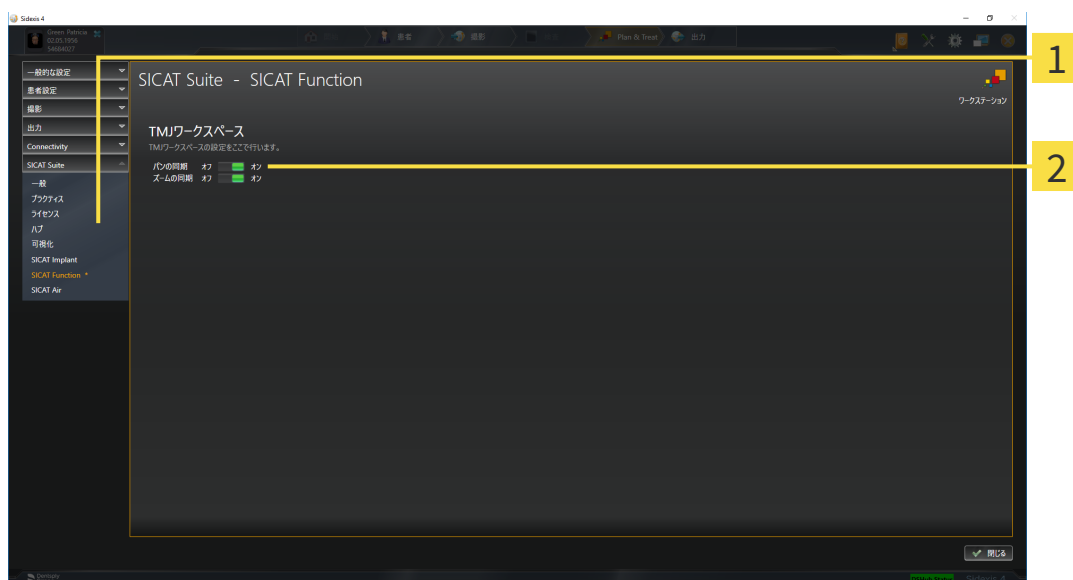 Sidexis 4
Green Patricia
02.05.1956
54684027
患者
撮影
Plan & Treat
出力
1
一般的な設定
患者設定
撮影
出力
Connectivity
SICAT Suite
一般
プラクティス
ライセンス
ハブ
可視化
SICAT Implant
SICAT Function *
SICAT Air
SICAT Suite - SICAT Function
ワークステーション
TMJワークスペース
TMJワークスペースの設定をここで行います。
パンの同期 オフ オン
ズームの同期 オフ オン
2
閉じる
Sidexis 4